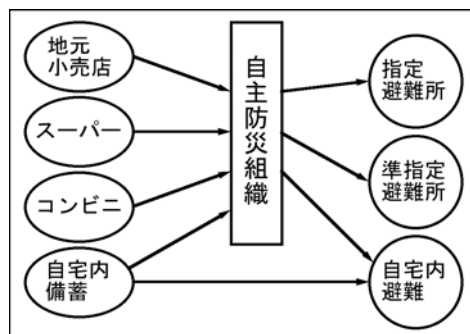 地元
小売店
スーパー
コンビニ
自宅内
備蓄
自主防災組織
指定
避難所
準指定
避難所
自宅内
避難